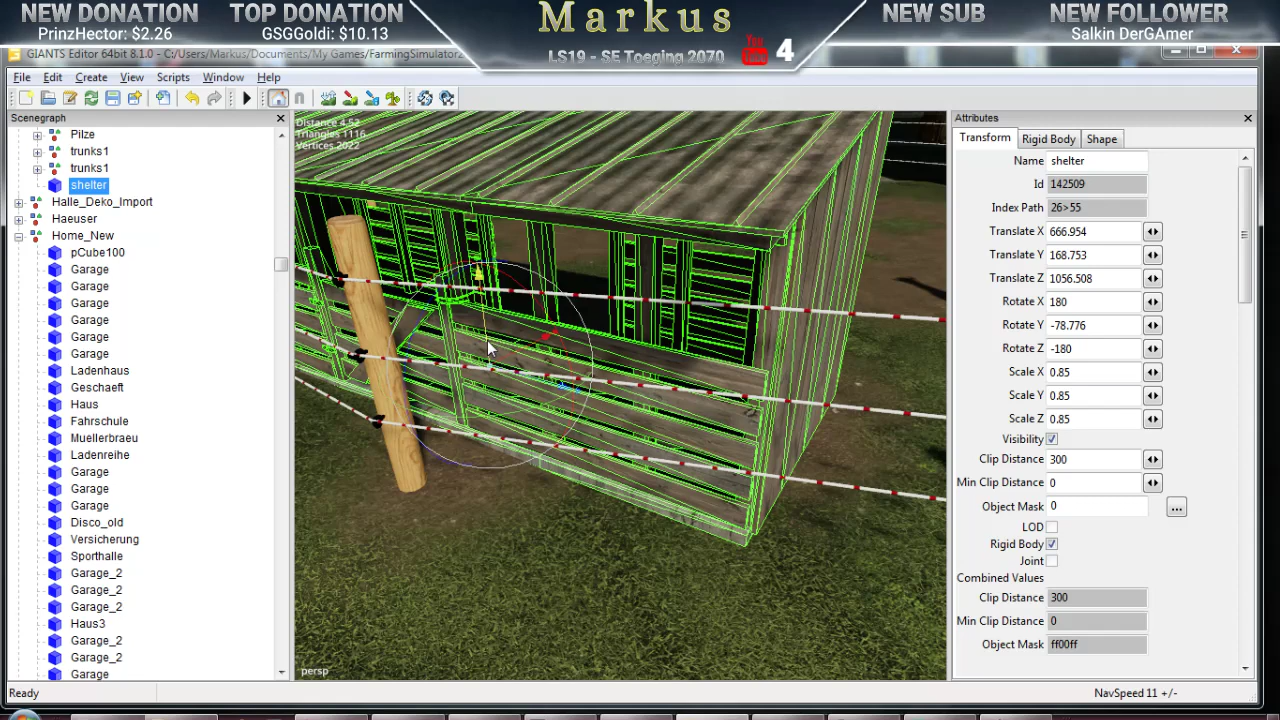 NEW DONATION
PrinzHector: $2.26
TOP DONATION
GSGGoldi: $10.13
Markus
LS19 - SE Toeging 2070
You
Tube
4
NEW SUB
NEW FOLLOWER
Salkin DerGAmer
GIANTS Editor 64bit 8.1.0 - C:/Users/Markus/Documents/My Games/FarmingSimulator2
File Edit Create View Scripts Window Help
Scenegraph
Pilze
trunks1
trunks1
shelter
Halle_Deko_Import
Haeuser
Home_New
pCube100
Garage
Garage
Garage
Garage
Garage
Garage
Ladenhaus
Geschaeft
Haus
Fahrschule
Muellerbraeu
Ladenreihe
Garage
Garage
Garage
Disco_old
Versicherung
Sporthalle
Garage_2
Garage_2
Garage_2
Haus3
Garage_2
Garage_2
Garage
Distance 4.52
Triangles 1116
Vertices 2022
persp
Attributes
Transform Rigid Body Shape
Name shelter
Id 142509
Index Path 26>55
Translate X 666.954
Translate Y 168.753
Translate Z 1056.508
Rotate X 180
Rotate Y -78.776
Rotate Z -180
Scale X 0.85
Scale Y 0.85
Scale Z 0.85
Visibility
Clip Distance 300
Min Clip Distance 0
Object Mask 0 ...
LOD
Rigid Body
Joint
Combined Values
Clip Distance 300
Min Clip Distance 0
Object Mask ff00ff
Ready
NavSpeed 11 +/-